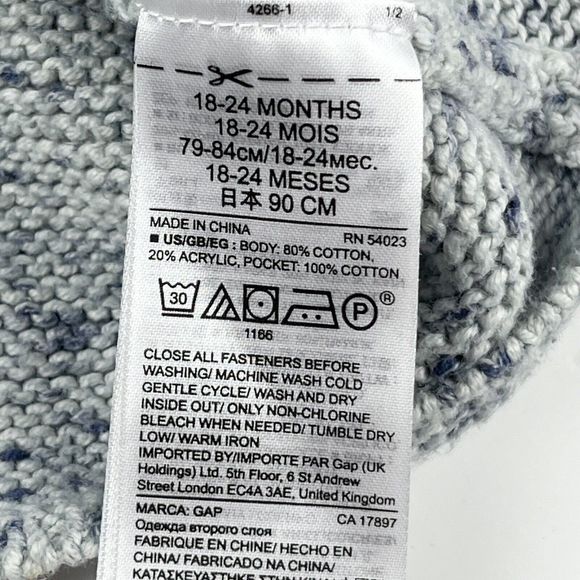 4266-1 1/2
18-24 MONTHS
18-24 MOIS
79-84см/18-24мес.
18-24 MESES
日本 90 CM
MADE IN CHINA RN 54023
■ US/GB/EG : BODY: 80% COTTON,
20% ACRYLIC, POCKET: 100% COTTON
30 P ®
1166
CLOSE ALL FASTENERS BEFORE
WASHING/ MACHINE WASH COLD
GENTLE CYCLE/ WASH AND DRY
INSIDE OUT/ ONLY NON-CHLORINE
BLEACH WHEN NEEDED/ TUMBLE DRY
LOW/ WARM IRON
IMPORTED BY/IMPORTE PAR Gap (UK
Holdings) Ltd. 5th Floor, 6 St Andrew
Street London EC4A 3AE, United Kingdom
MARCA: GAP CA 17897
Одежда второго слоя
FABRIQUE EN CHINE/ HECHO EN
CHINA/ FABRICADO NA CHINA/
ΚΑΤΑΣΚΕΥΑΣΤΗΚΕ ΣΤΗΝ ΚΙΝΑ/